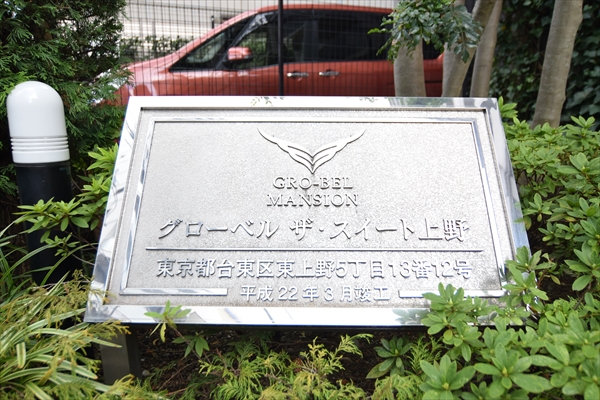 GRO-BEL
MANSION
グローベル ザ・スイート上野
東京都台東区東上野5丁目13番12号
平成22年3月竣工